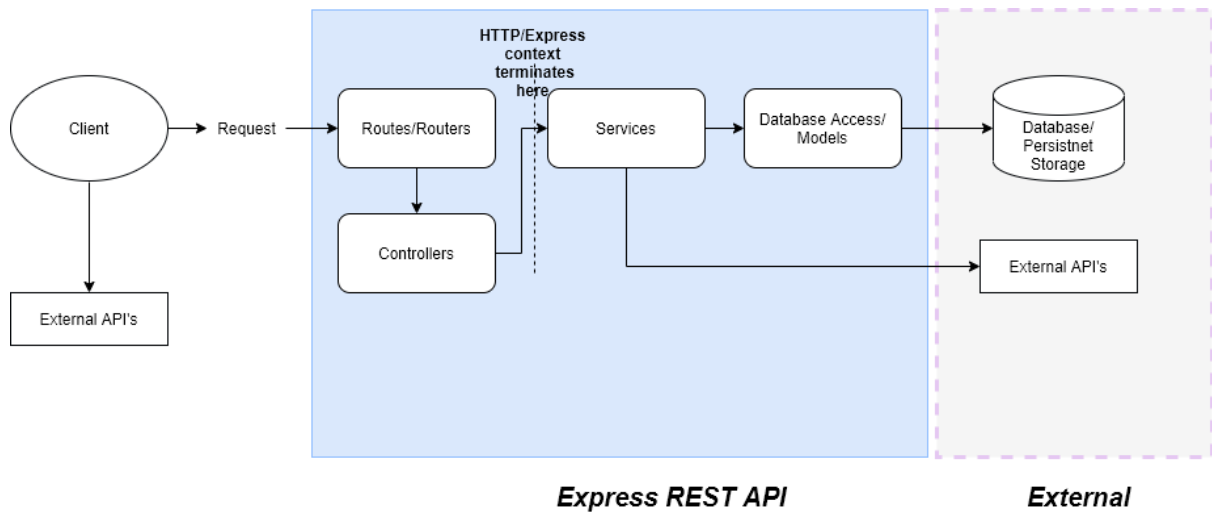 HTTP/Express
context
terminates
here
Client
Request
Routes/Routers
Services
Database Access/
Models
Database/
Persistnet
Storage
Controllers
External API's
External API's
Express REST API
External